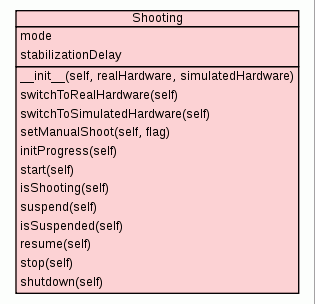 Shooting
mode
stabilizationDelay
__init__(self, realHardware, simulatedHardware)
switchToRealHardware(self)
switchToSimulatedHardware(self)
setManualShoot(self, flag)
initProgress(self)
start(self)
isShooting(self)
suspend(self)
isSuspended(self)
resume(self)
stop(self)
shutdown(self)